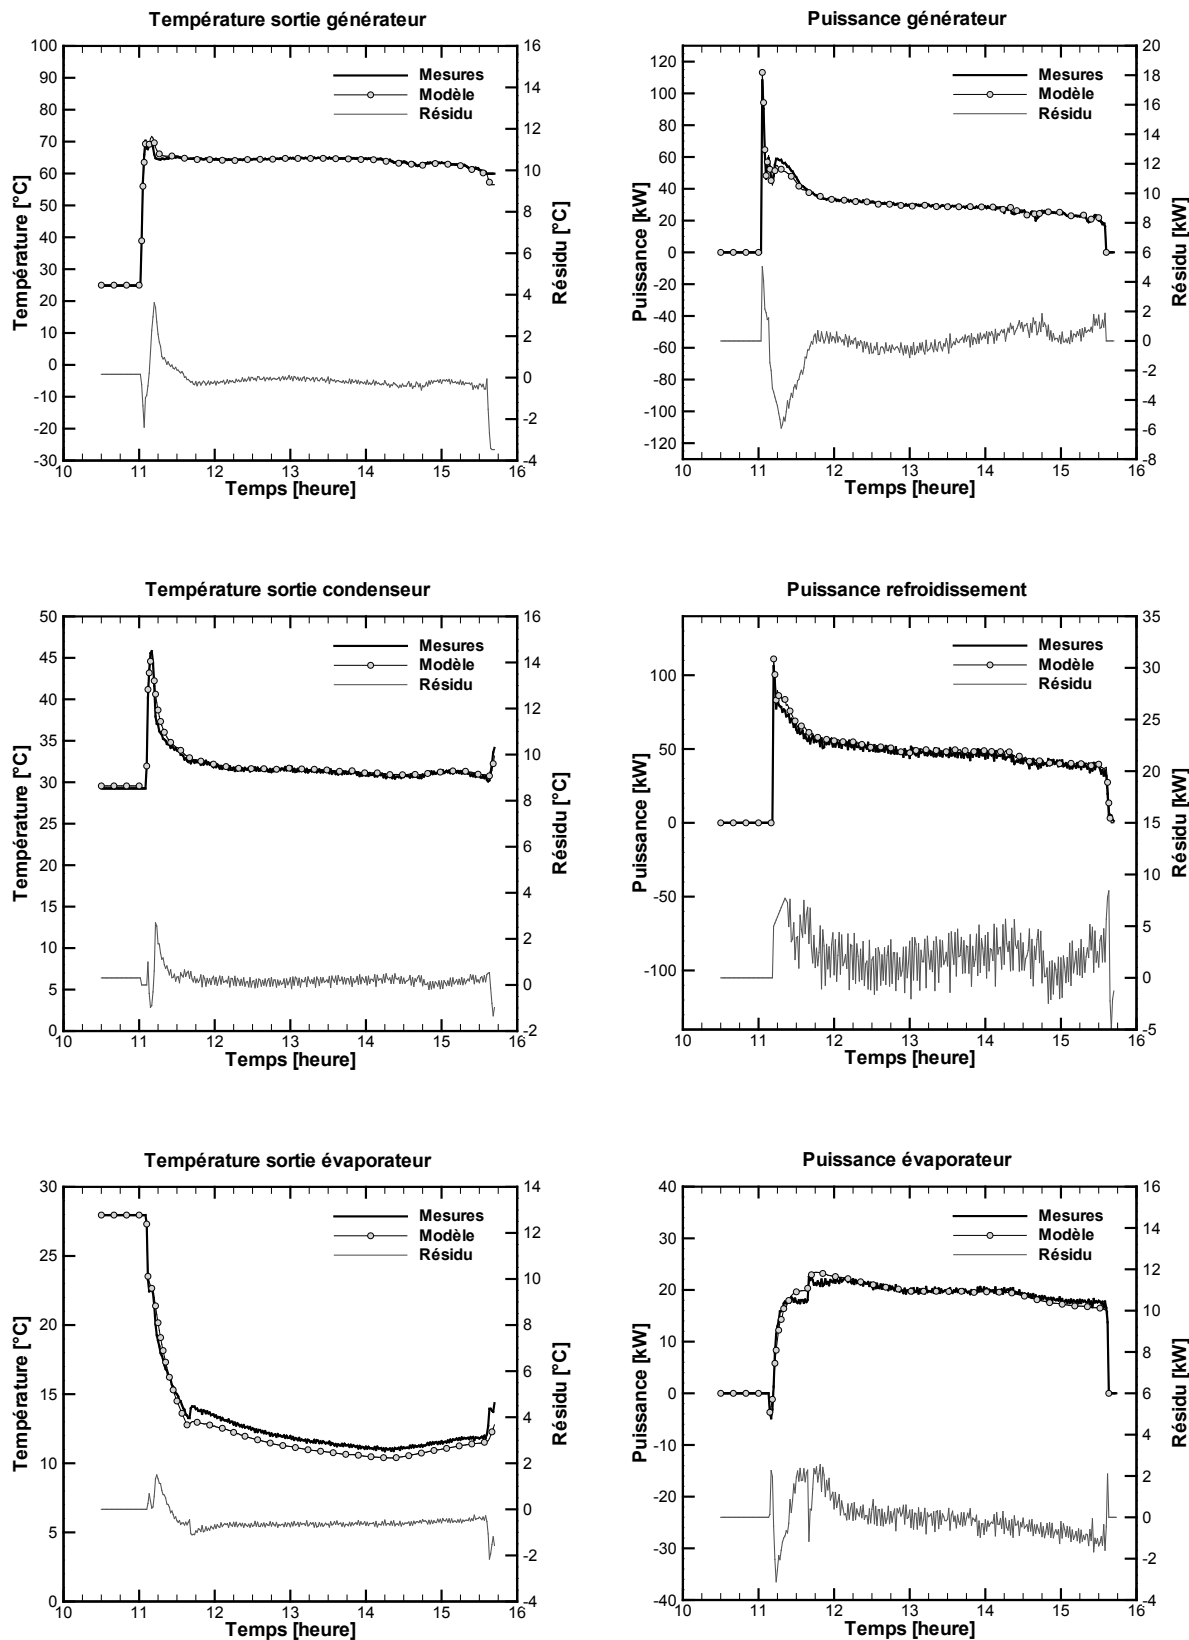 Température sortie générateur
Température [°C]
100
90
80
70
60
50
40
30
20
10
0
-10
-20
-30
10 11 12 13 14 15 16
Temps [heure]
16
14
12
10
8
6
4
2
0
-2
-4
Résidu [°C]
Mesures
Modèle
Résidu
Puissance générateur
Puissance [kW]
120
100
80
60
40
20
0
-20
-40
-60
-80
-100
-120
10 11 12 13 14 15 16
Temps [heure]
20
18
16
14
12
10
8
6
4
2
0
-2
-4
-6
-8
Résidu [kW]
Mesures
Modèle
Résidu
Température sortie condenseur
Température [°C]
50
45
40
35
30
25
20
15
10
5
0
10 11 12 13 14 15 16
Temps [heure]
16
14
12
10
8
6
4
2
0
-2
Résidu [°C]
Mesures
Modèle
Résidu
Puissance refroidissement
Puissance [kW]
100
50
0
-50
-100
10 11 12 13 14 15 16
Temps [heure]
35
30
25
20
15
10
5
0
-5
Résidu [kW]
Mesures
Modèle
Résidu
Température sortie évaporateur
Température [°C]
30
25
20
15
10
5
0
10 11 12 13 14 15 16
Temps [heure]
14
12
10
8
6
4
2
0
-2
-4
Résidu [°C]
Mesures
Modèle
Résidu
Puissance évaporateur
Puissance [kW]
40
30
20
10
0
-10
-20
-30
-40
10 11 12 13 14 15 16
Temps [heure]
16
14
12
10
8
6
4
2
0
-2
-4
Résidu [kW]
Mesures
Modèle
Résidu